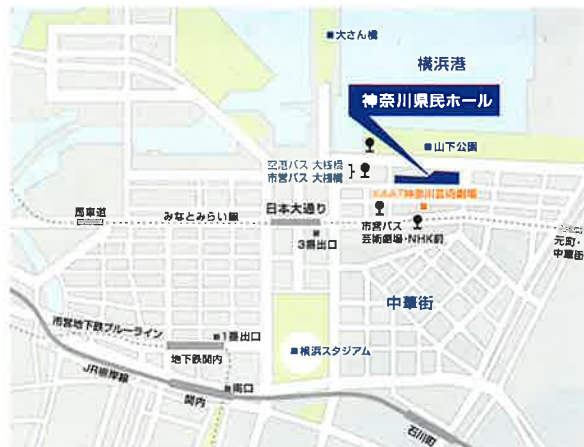 ■大さん橋
横浜港
神奈川県民ホール
■山下公園
空港バス 大桟橋
市営バス 大桟橋
KAAT神奈川芸術劇場
馬車道
みなとみらい線
日本大通り
3番出口
市営バス
芸術劇場・NHK前
元町・
中華街
中華街
市営地下鉄ブルーライン
■1番出口
地下鉄関内
■横浜スタジアム
JR根岸線
■南口
関内
石川町